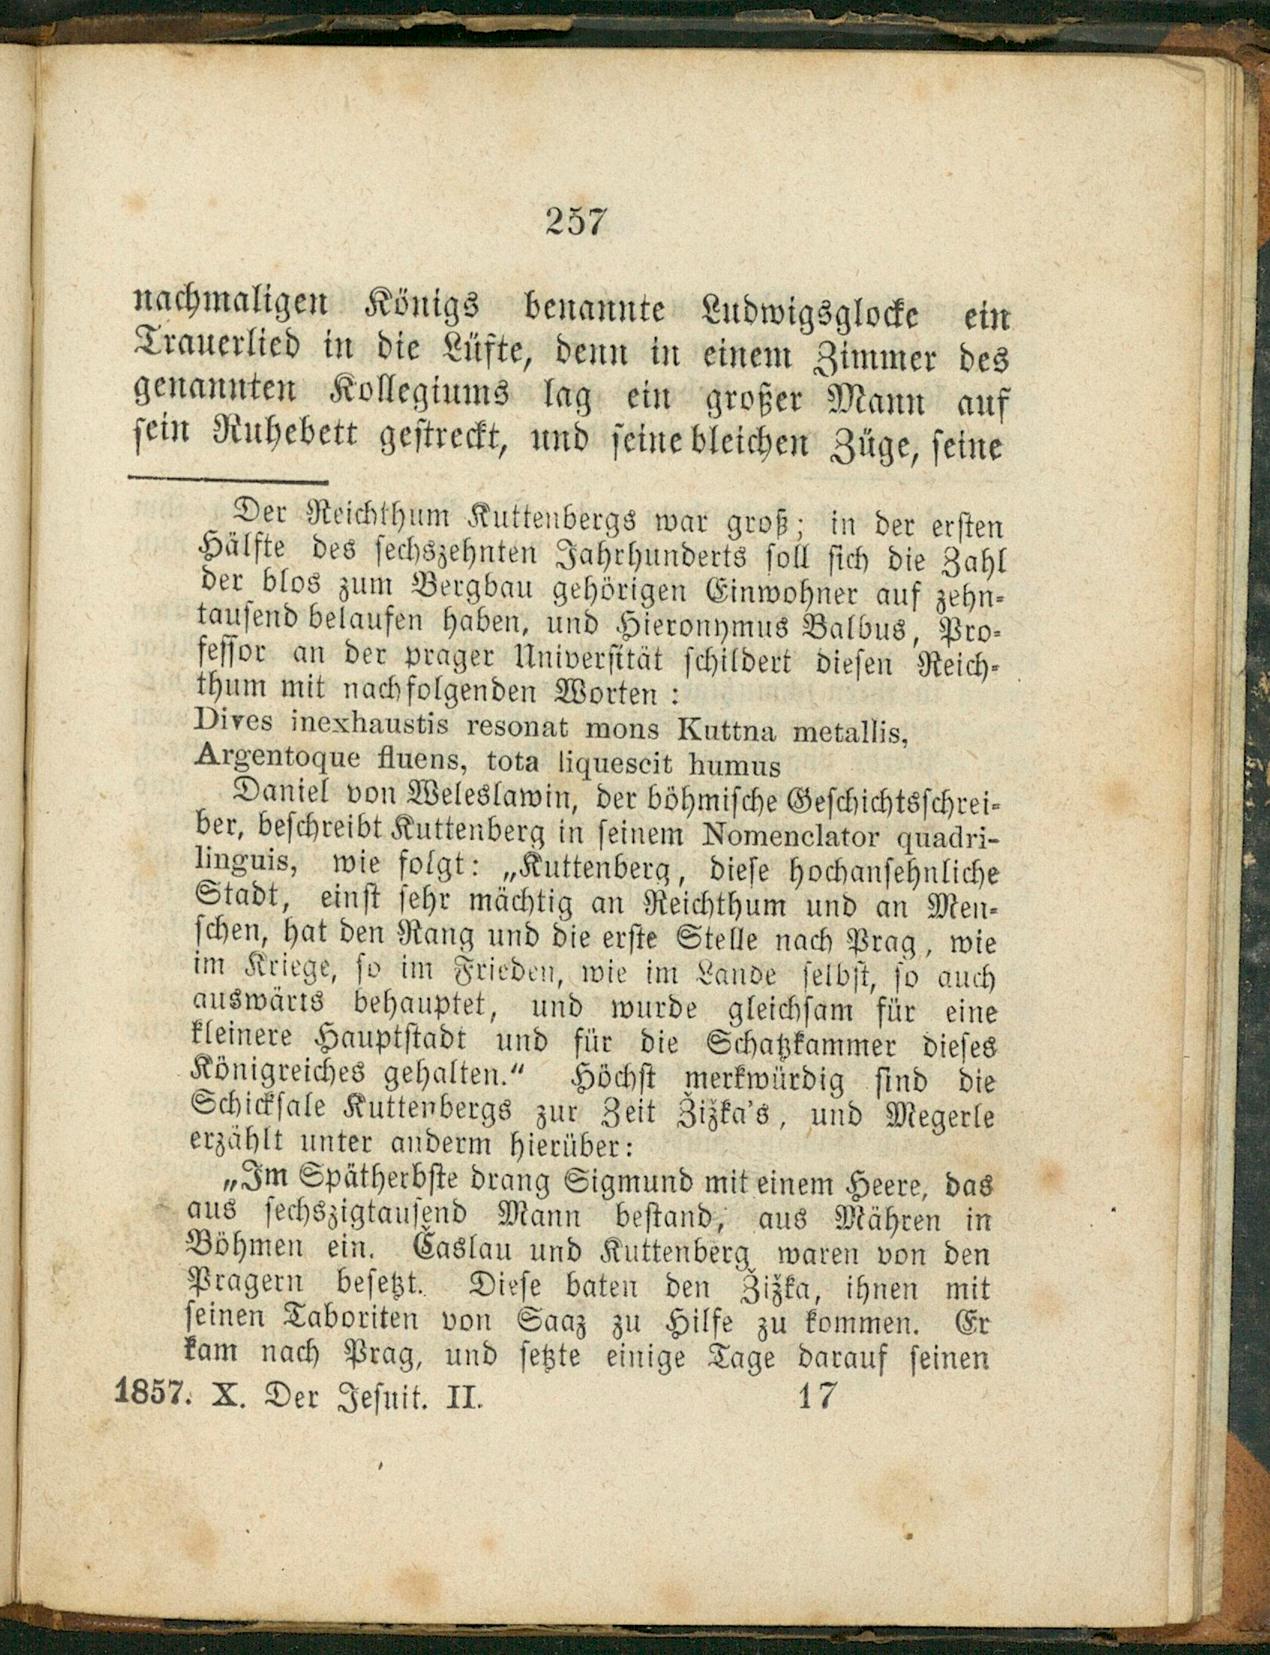 257
nachmaligen Königs benannte Ludwigsglocke ein
Trauerlied in die Lüfte, denn in einem Zimmer des
genannten Kollegiums lag ein großer Mann auf
sein Ruhebett gestreckt, und seine bleichen Züge, seine
Der Reichthum Kuttenbergs war groß; in der ersten
Hälfte des sechszehnten Jahrhunderts soll sich die Zahl
der blos zum Bergbau gehörigen Einwohner auf zehn-
tausend belaufen haben, und Hieronymus Balbus, Pro-
fessor an der prager Universität schildert diesen Reich-
thum mit nachfolgenden Worten:
Dives inexhaustis resonat mons Kuttna metallis,
Argentoque fluens, tota liquescit humus
Daniel von Weleslawin, der böhmische Geschichtsschrei-
ber, beschreibt Kuttenberg in seinem Nomenclator quadri-
linguis, wie folgt: „Kuttenberg, diese hochansehnliche
Stadt, einst sehr mächtig an Reichthum und an Men-
schen, hat den Rang und die erste Stelle nach Prag, wie
im Kriege, so im Frieden, wie im Lande selbst, so auch
auswärts behauptet, und wurde gleichsam für eine
kleinere Hauptstadt und für die Schatzkammer dieses
Königreiches gehalten.“ Höchst merkwürdig sind die
Schicksale Kuttenbergs zur Zeit Žižka's, und Megerle
erzählt unter anderm hierüber:
„Im Spätherbste drang Sigmund mit einem Heere, das
aus sechszigtausend Mann bestand, aus Mähren in
Böhmen ein. Časlau und Kuttenberg waren von den
Pragern besetzt. Diese baten den Žižka, ihnen mit
seinen Taboriten von Saaz zu Hilfe zu kommen. Er
kam nach Prag, und setzte einige Tage darauf seinen
1857. X. Der Jesuit. II. 17